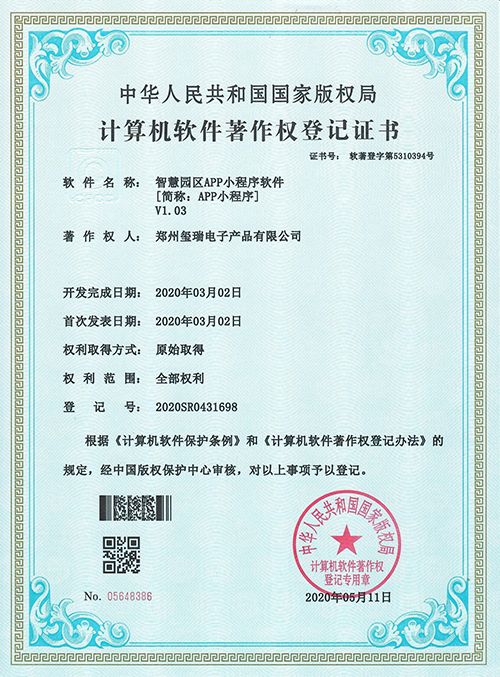 中华人民共和国国家版权局
计算机软件著作权登记证书
证书号： 软著登字第5310394号
软件名称： 智慧园区APP小程序软件
[简称：APP小程序]
V1.03
著作权人： 郑州玺瑞电子产品有限公司
开发完成日期： 2020年03月02日
首次发表日期： 2020年03月02日
权利取得方式： 原始取得
权利范围： 全部权利
登记号： 2020SR0431698
根据《计算机软件保护条例》和《计算机软件著作权登记办法》的
规定，经中国版权保护中心审核，对以上事项予以登记。
中华人民共和国国家版权局
计算机软件著作权
登记专用章
No. 05648386
2020年05月11日